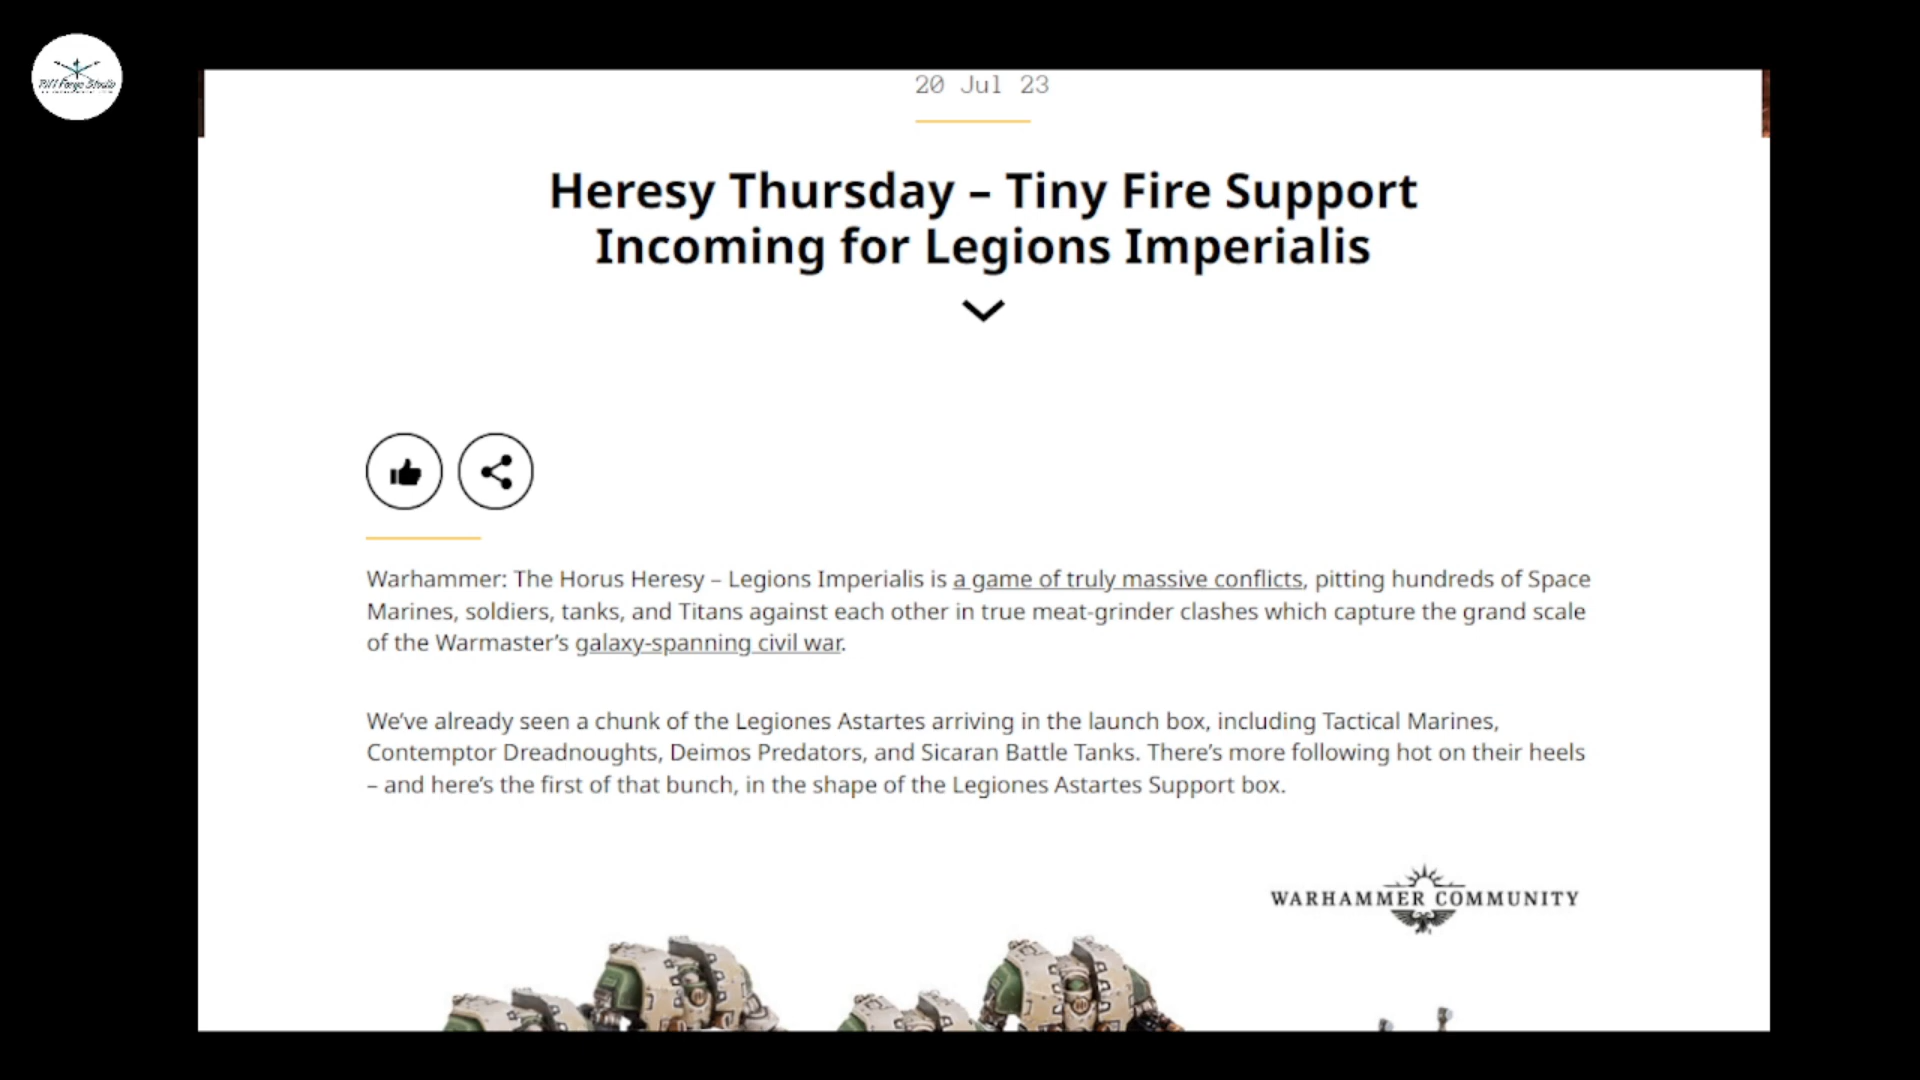 20 Jul 23
Heresy Thursday – Tiny Fire Support
Incoming for Legions Imperialis
Warhammer: The Horus Heresy – Legions Imperialis is a game of truly massive conflicts, pitting hundreds of Space
Marines, soldiers, tanks, and Titans against each other in true meat-grinder clashes which capture the grand scale
of the Warmaster’s galaxy-spanning civil war.
We’ve already seen a chunk of the Legiones Astartes arriving in the launch box, including Tactical Marines,
Contemptor Dreadnoughts, Deimos Predators, and Sicaran Battle Tanks. There’s more following hot on their heels
– and here’s the first of that bunch, in the shape of the Legiones Astartes Support box.
WARHAMMER COMMUNITY